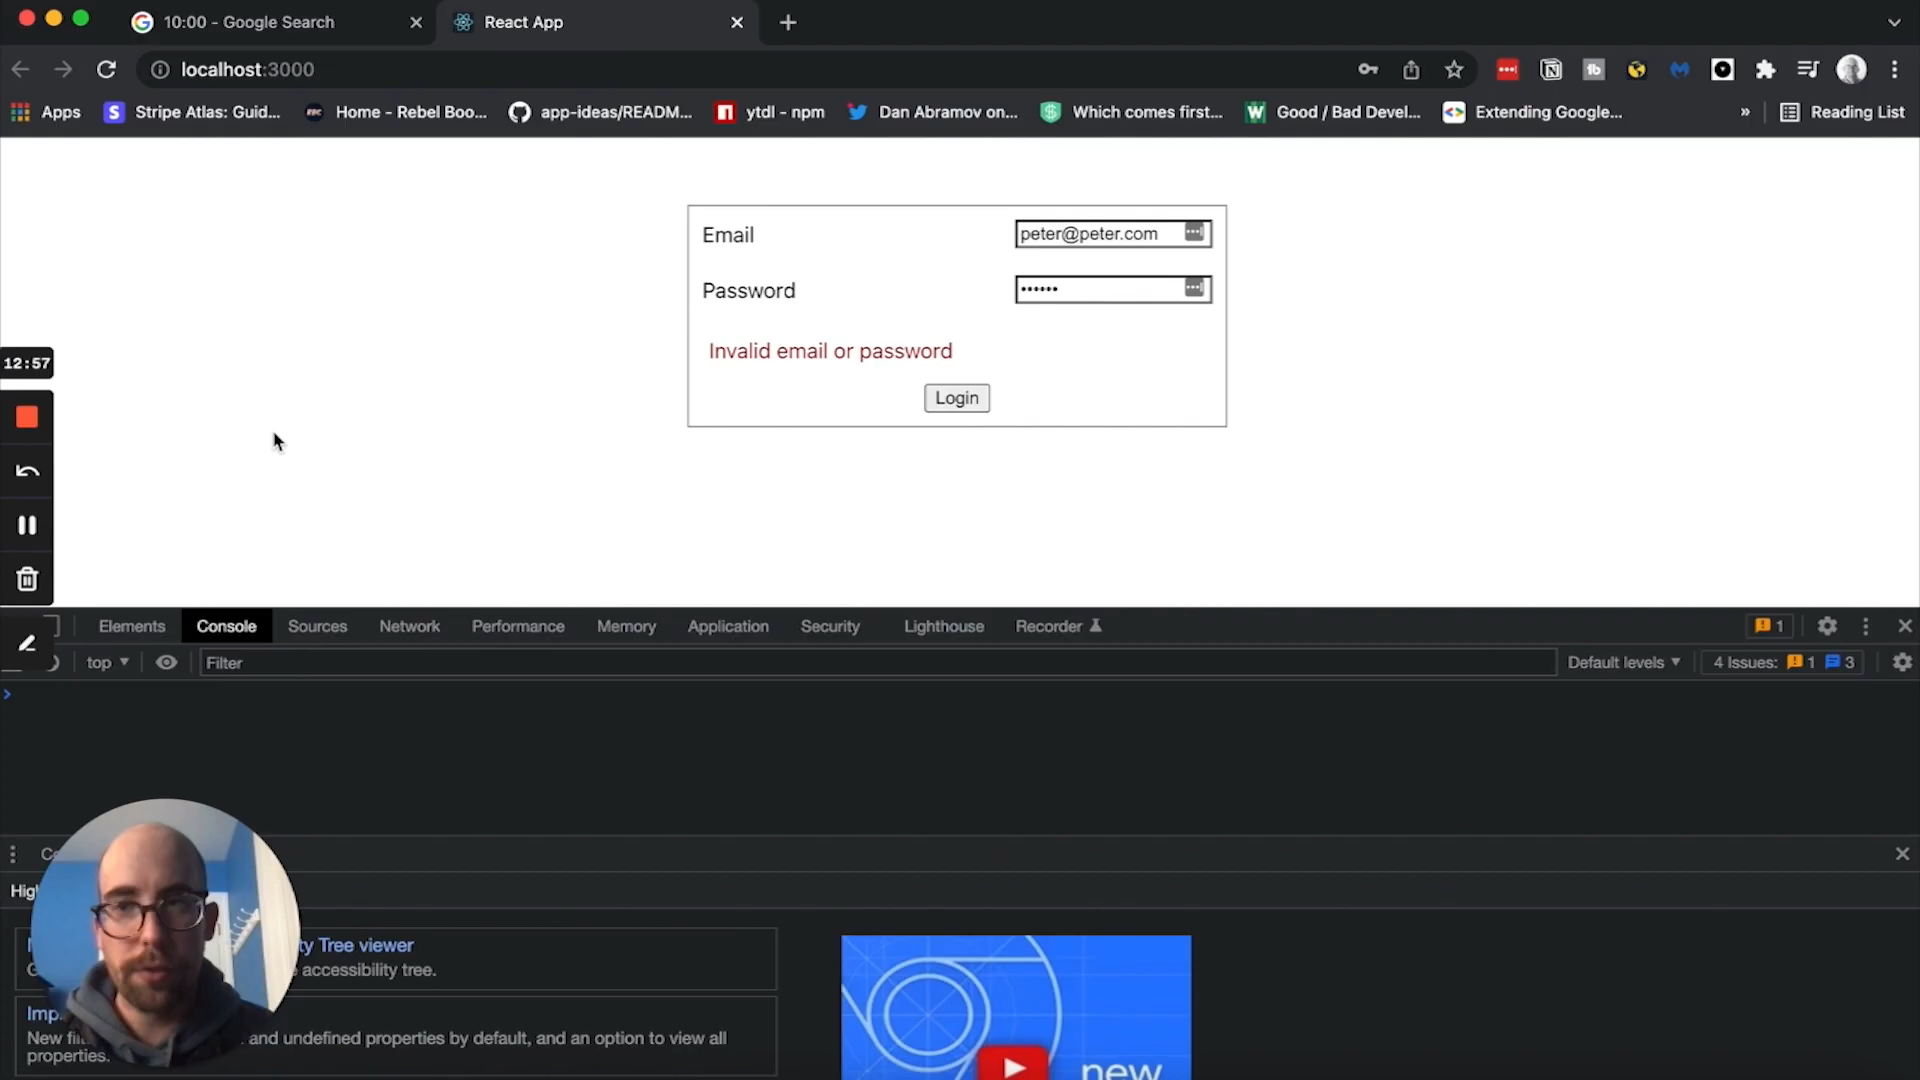 10:00 - Google Search
React App
localhost:3000
Apps
Stripe Atlas: Guid...
Home - Rebel Boo...
app-ideas/READM...
ytdl - npm
Dan Abramov on...
Which comes first...
Good / Bad Devel...
Extending Google...
»
Reading List
Email
peter@peter.com
Password
••••••
Invalid email or password
Login
12:57
Elements
Console
Sources
Network
Performance
Memory
Application
Security
Lighthouse
Recorder
1
top
Filter
Default levels
4 Issues: 1 3
Tree viewer
accessibility tree.
and undefined properties by default, and an option to view all
properties.
new